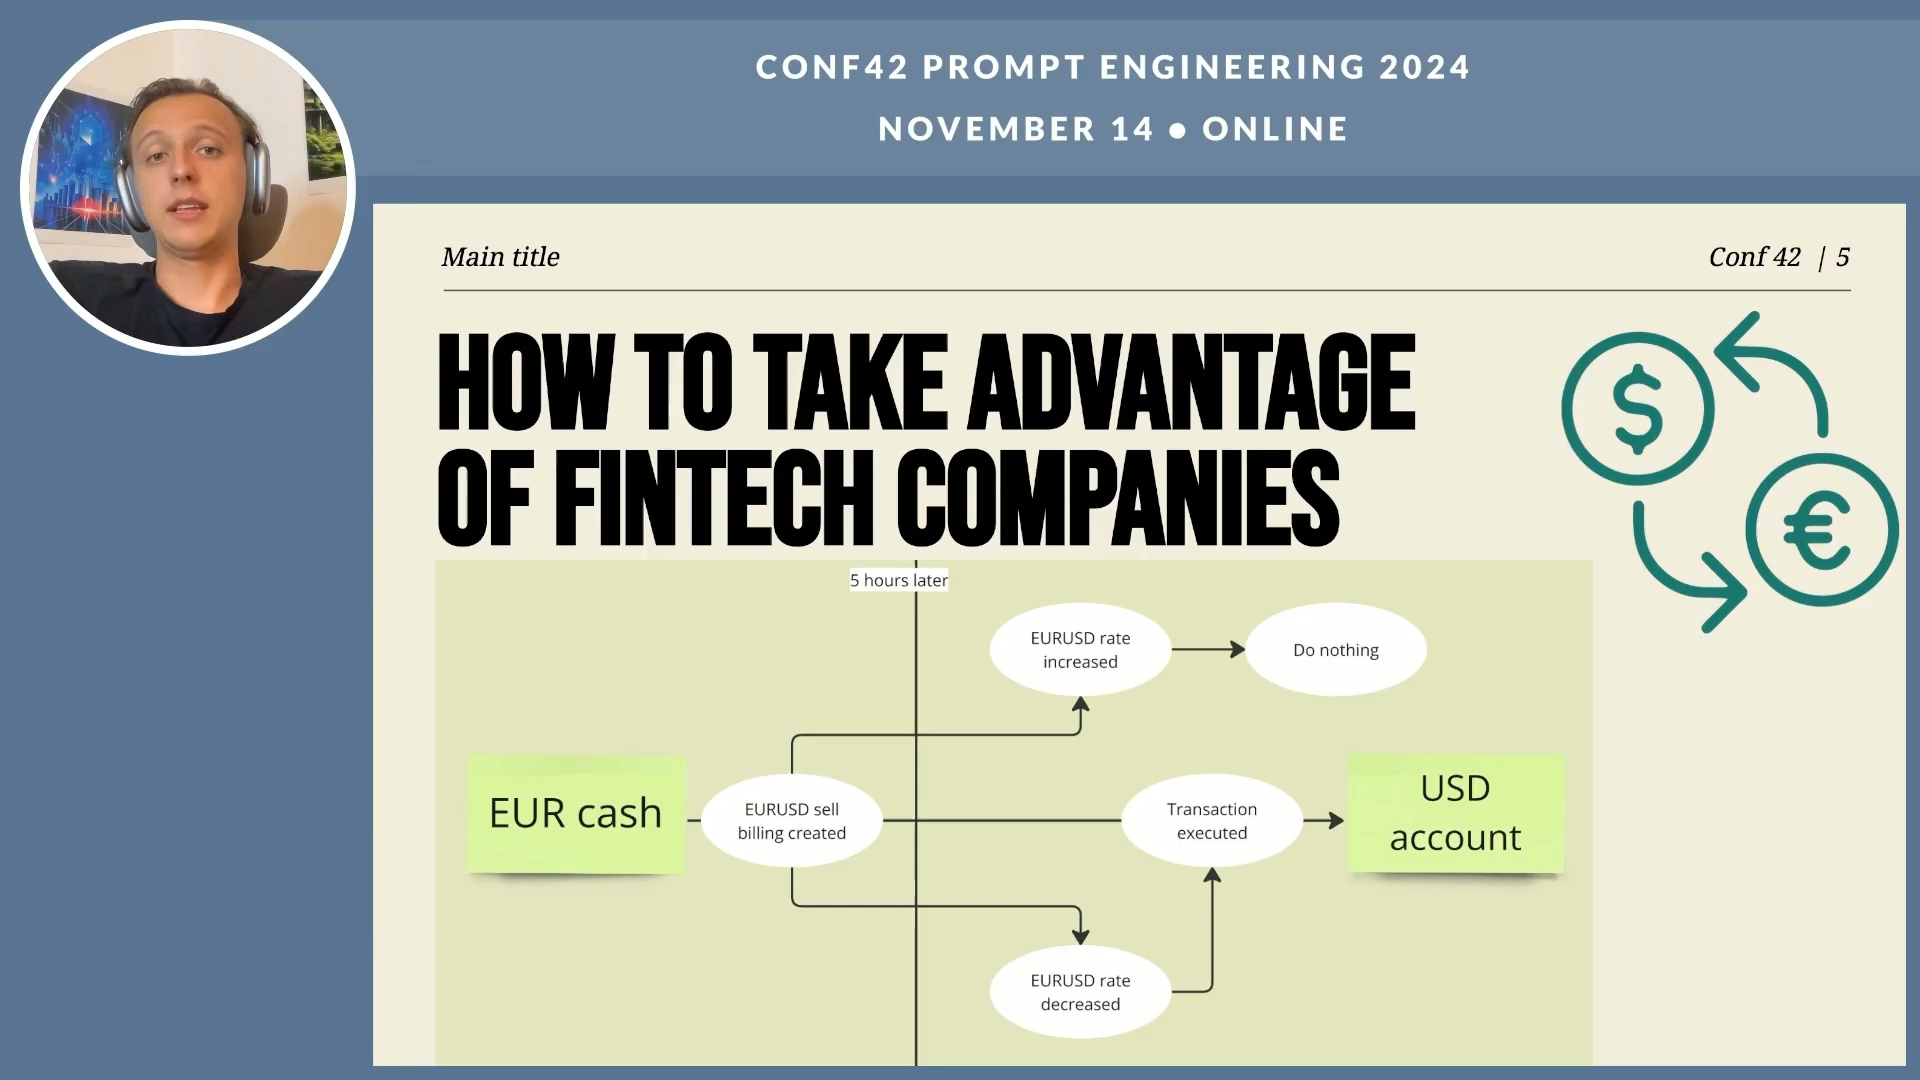 CONF42 PROMPT ENGINEERING 2024
NOVEMBER 14 ● ONLINE
Main title
Conf 42 | 5
HOW TO TAKE ADVANTAGE
OF FINTECH COMPANIES
$
€
5 hours later
EURUSD rate
increased
Do nothing
EUR cash
EURUSD sell
billing created
Transaction
executed
USD
account
EURUSD rate
decreased